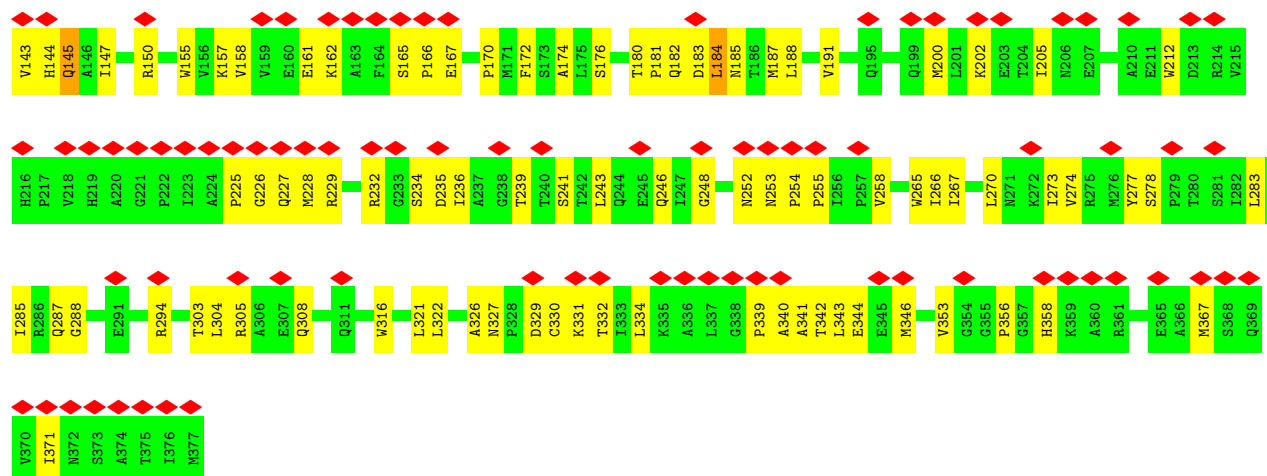 V143 H144 Q145 A146 I147 R150 W155 V156 K157 V158 V159 E160 E161 K162 A163 F164 S165 P166 E167 P170 M171 F172 S173 A174 L175 S176 T180 P181 Q182 D183 L184 N185 T186 M187 L188 V191 Q195 Q199 M200 L201 K202 E203 T204 I205 N206 E207 A210 E211 W212 D213 R214 V215
H216 P217 V218 H219 A220 G221 P222 I223 A224 P225 G226 Q227 M228 R229 R232 G233 S234 D235 I236 A237 G238 T239 T240 S241 T242 L243 Q244 E245 Q246 I247 G248 N252 N253 P254 P255 I256 P257 V258 W265 I266 I267 L270 N271 K272 I273 V274 R275 M276 Y277 S278 P279 T280 S281 I282 L283
I285 R286 Q287 G288 E291 R294 T303 L304 R305 A306 E307 Q308 Q311 W316 L321 L322 A326 N327 P328 D329 C330 K331 T332 I333 L334 K335 A336 L337 G338 P339 A340 A341 T342 L343 E344 E345 M346 V353 G354 G355 P356 G357 H358 K359 A360 R361 E365 A366 M367 S368 Q369
V370 I371 N372 S373 A374 T375 I376 M377